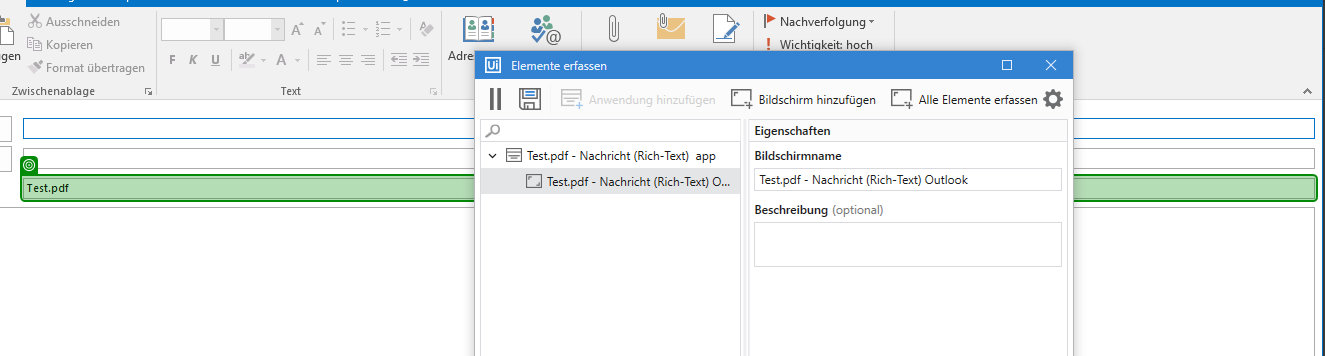 Ausschneiden
Kopieren
Format übertragen
Zwischenablage
F K U
Text
Nachverfolgung
Wichtigkeit: hoch
Test.pdf
Ui Elemente erfassen
Anwendung hinzufügen
Bildschirm hinzufügen
Alle Elemente erfassen
Test.pdf - Nachricht (Rich-Text) app
Test.pdf - Nachricht (Rich-Text) O...
Eigenschaften
Bildschirmname
Test.pdf - Nachricht (Rich-Text) Outlook
Beschreibung (optional)